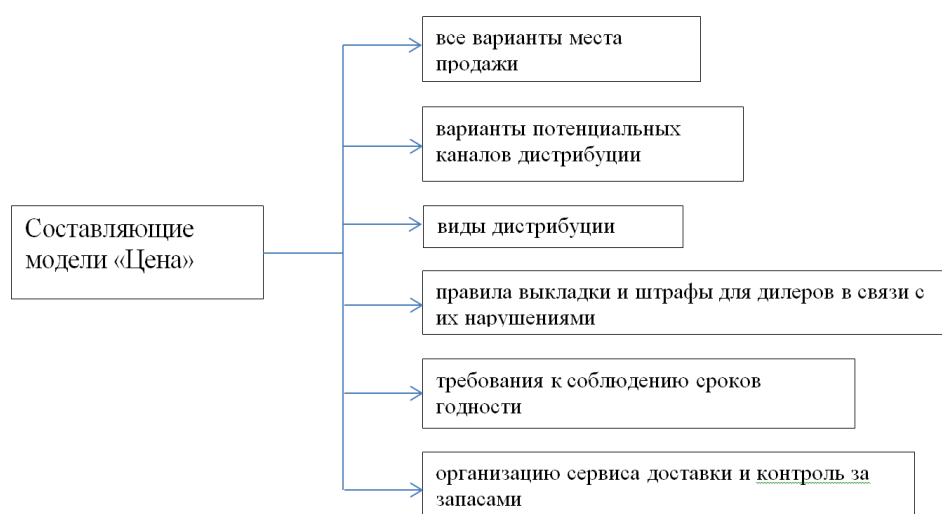 все варианты места
продажи
варианты потенциальных
каналов дистрибуции
Составляющие
модели «Цена»
виды дистрибуции
правила выкладки и штрафы для дилеров в связи с
их нарушениями
требования к соблюдению сроков
годности
организацию сервиса доставки и контроль за
запасами